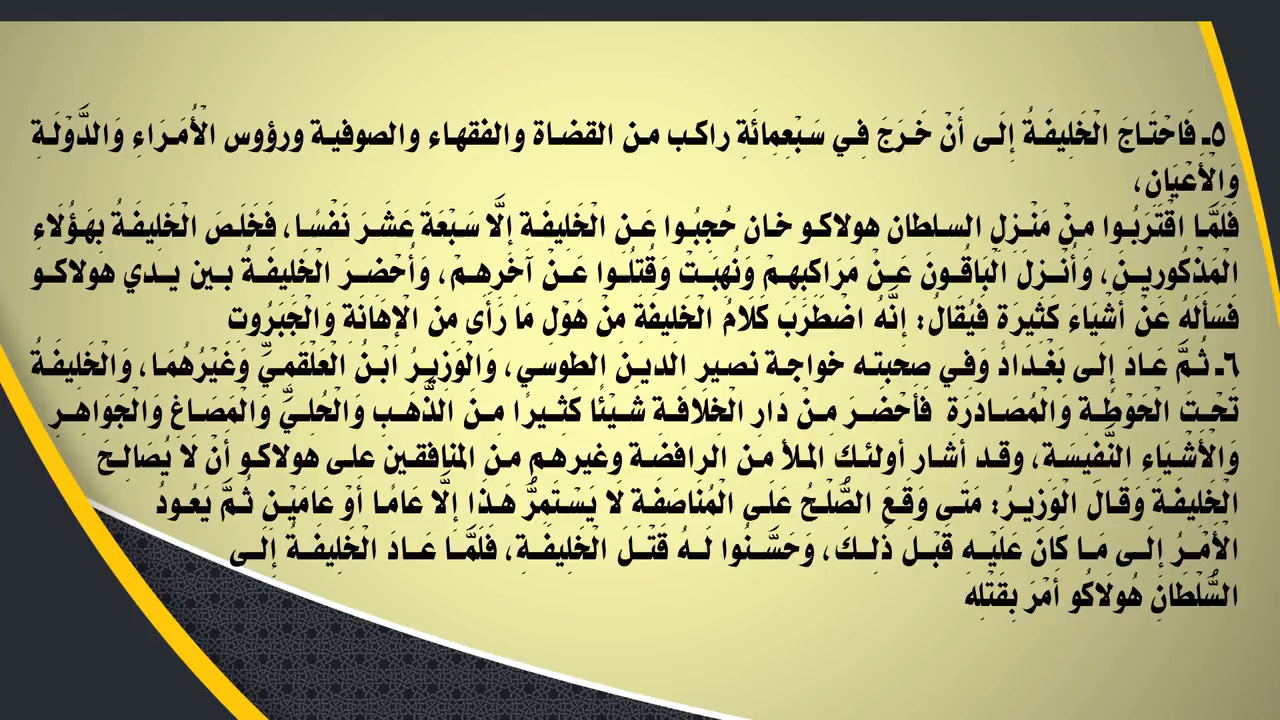 ٥ـ فَاحْتَاجَ الْخَلِيفَةُ إِلَى أَنْ خَرَجَ فِي سَبْعِمِائَةِ راكب من القضاة والفقهاء والصوفية ورؤوس الْأُمَرَاءِ وَالدَّوْلَةِ
وَالْأَعْيَانِ،
فَلَمَّا اقْتَرَبُوا مِنْ مَنْزِلِ السلطان هولاكو خان حُجِبُوا عَنِ الْخَلِيفَةِ إِلَّا سَبْعَةَ عَشَرَ نَفْسًا، فَخَلَصَ الْخَلِيفَةُ بِهَؤُلَاءِ
الْمَذْكُورِينَ، وَأُنْزِلَ الْبَاقُونَ عَنْ مَرَاكِبِهِمْ وَنُهِبَتْ وَقُتِلُوا عَنْ آخِرِهِمْ، وَأُحْضِرَ الْخَلِيفَةُ بين يدي هولاكو
فسأله عَنْ أَشْيَاءَ كَثِيرَةٍ فَيُقَالُ: إِنَّهُ اضْطَرَبَ كَلَامُ الْخَلِيفَةِ مِنْ هَوْلِ مَا رَأَى مِنَ الْإِهَانَةِ وَالْجَبَرُوتِ
٦ـ ثُمَّ عَادَ إِلَى بَغْدَادَ وفي صحبته خواجة نصير الدين الطوسي، وَالْوَزِيرُ ابْنُ الْعَلْقَمِيِّ وَغَيْرُهُمَا، وَالْخَلِيفَةُ
تَحْتَ الْحَوْطَةِ وَالْمُصَادَرَةِ فَأَحْضَرَ مِنْ دَارِ الْخِلَافَةِ شَيْئًا كَثِيرًا مِنَ الذَّهَبِ وَالْحُلِيِّ وَالْمَصَاغِ وَالْجَوَاهِرِ
وَالْأَشْيَاءِ النَّفِيسَةِ، وقد أشار أولئك الملأ من الرافضة وغيرهم من المنافقين على هولاكو أَنْ لَا يُصَالِحَ
الْخَلِيفَةَ وَقَالَ الْوَزِيرُ: مَتَى وَقَعَ الصُّلْحُ عَلَى الْمُنَاصَفَةِ لَا يَسْتَمِرُّ هَذَا إِلَّا عَامًا أَوْ عَامَيْنِ ثُمَّ يَعُودُ
الْأَمْرُ إِلَى مَا كَانَ عَلَيْهِ قَبْلَ ذَلِكَ، وَحَسَّنُوا لَهُ قَتْلَ الْخَلِيفَةِ، فَلَمَّا عَادَ الْخَلِيفَةُ إِلَى
السُّلْطَانِ هُولَاكُو أَمَرَ بِقَتْلِهِ